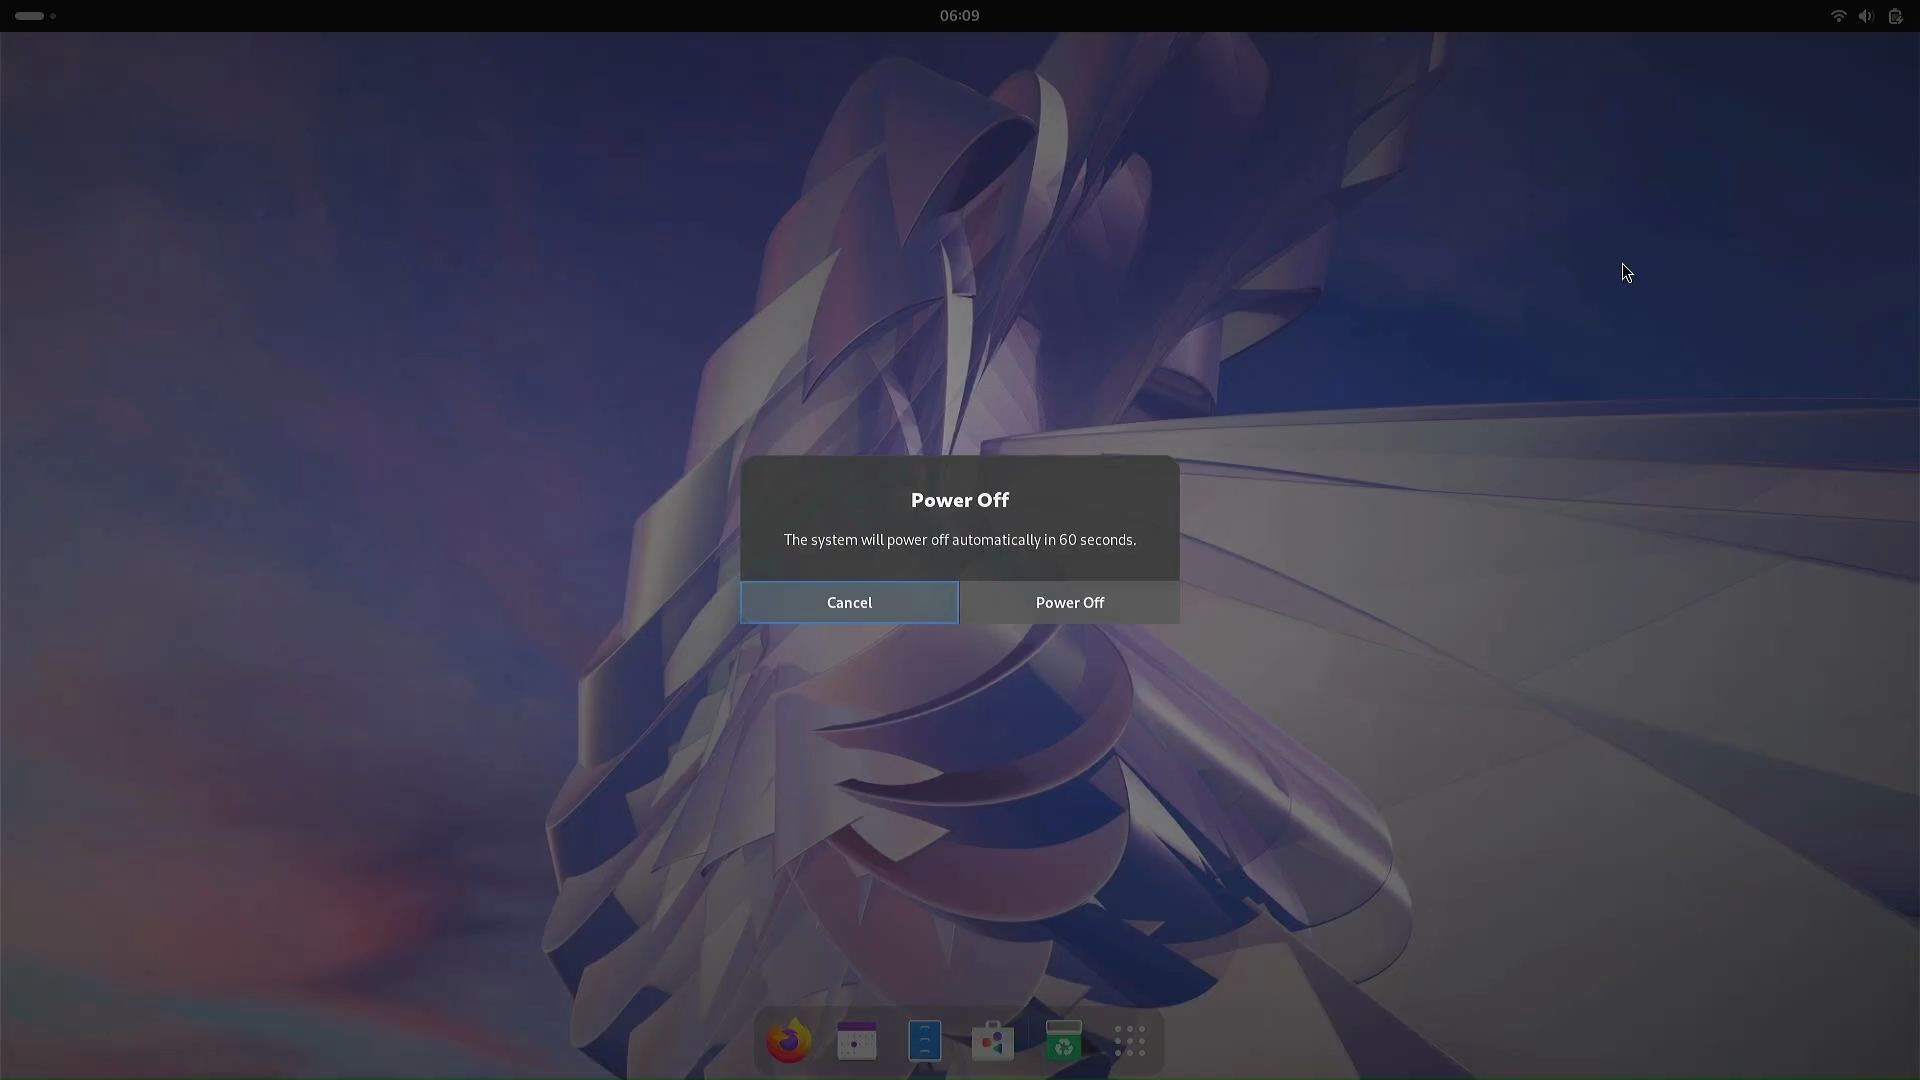 06:09
Power Off
The system will power off automatically in 60 seconds.
Cancel
Power Off